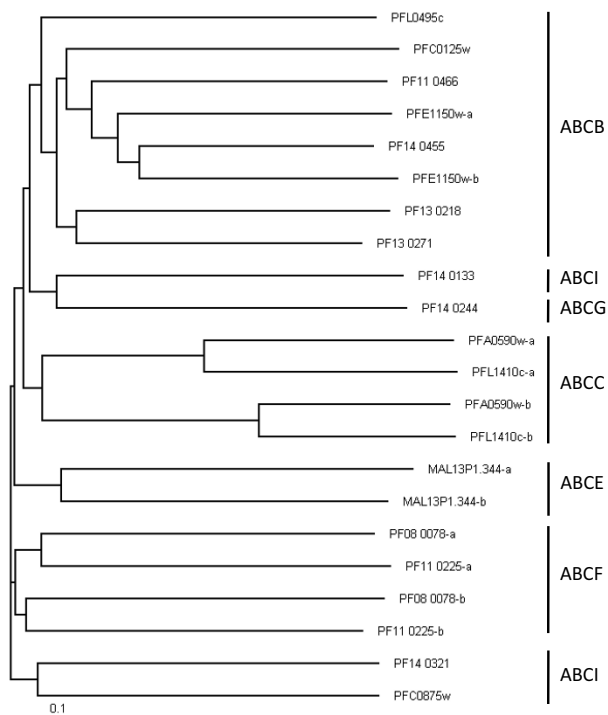 PFL0495c
PFC0125w
PF11 0466
PFE1150w-a
ABCB
PF14 0455
PFE1150w-b
PF13 0218
PF13 0271
PF14 0133
ABCI
PF14 0244
ABCG
PFA0590w-a
PFL1410c-a
ABCC
PFA0590w-b
PFL1410c-b
MAL13P1.344-a
ABCE
MAL13P1.344-b
PF08 0078-a
PF11 0225-a
ABCF
PF08 0078-b
PF11 0225-b
PF14 0321
ABCI
PFC0875w
0.1